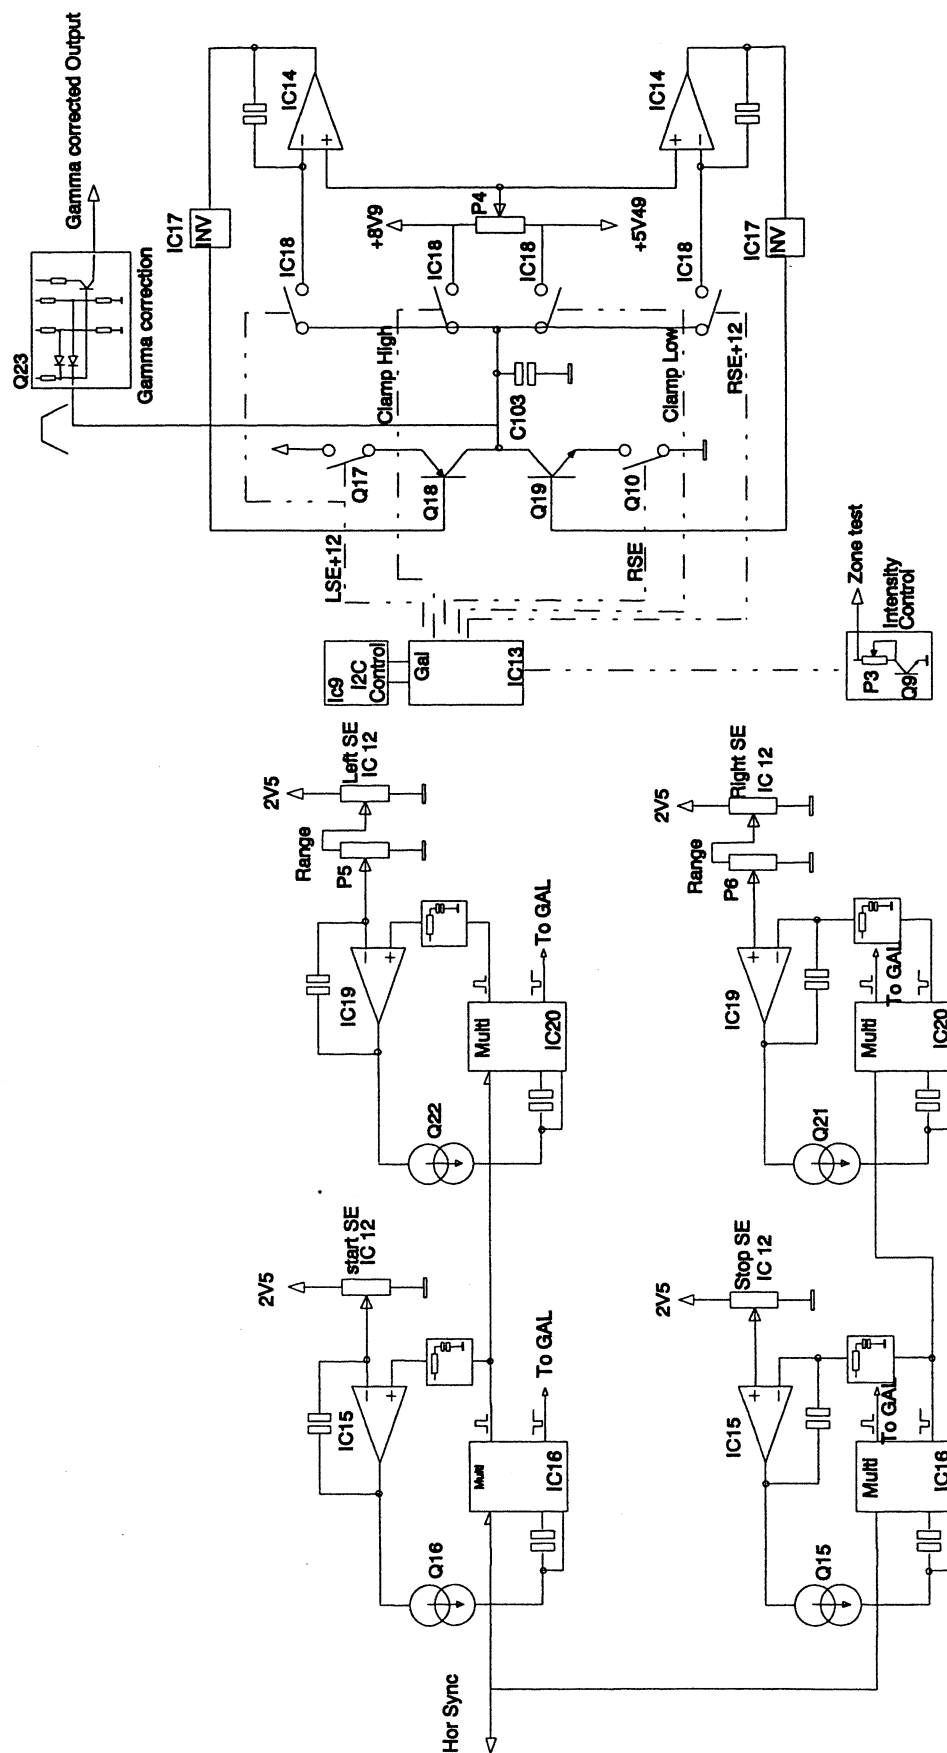 Hor Sync
Q16
IC15
2V5
start SE
IC 12
Multi
IC16
To GAL
Q22
IC19
Range
P5
2V5
Left SE
IC 12
Multi
IC20
To GAL
Q15
IC15
2V5
Stop SE
IC 12
Multi
IC16
To GAL
Q21
IC19
Range
P6
2V5
Right SE
IC 12
Multi
IC20
To GAL
Ic9
I2C
Control
Gal
IC13
P3
Q9
Intensity
Control
Zone test
LSE+12
RSE
Q17
Q18
Q19
Q10
Clamp High
Clamp Low
RSE+12
C103
IC18
IC18
IC18
IC18
+8V9
P4
+5V49
IC17
INV
IC17
INV
IC14
IC14
Q23
Gamma correction
Gamma corrected Output